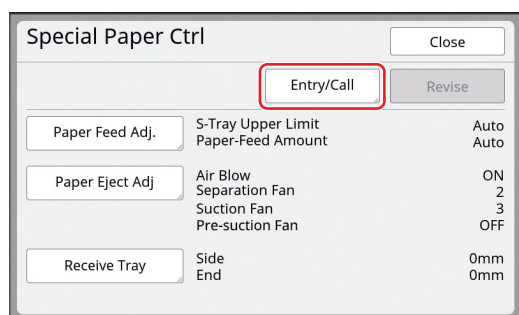 Special Paper Ctrl
Close
Entry/Call
Revise
Paper Feed Adj.
S-Tray Upper Limit Auto
Paper-Feed Amount Auto
Paper Eject Adj
Air Blow ON
Separation Fan 2
Suction Fan 3
Pre-suction Fan OFF
Receive Tray
Side 0mm
End 0mm